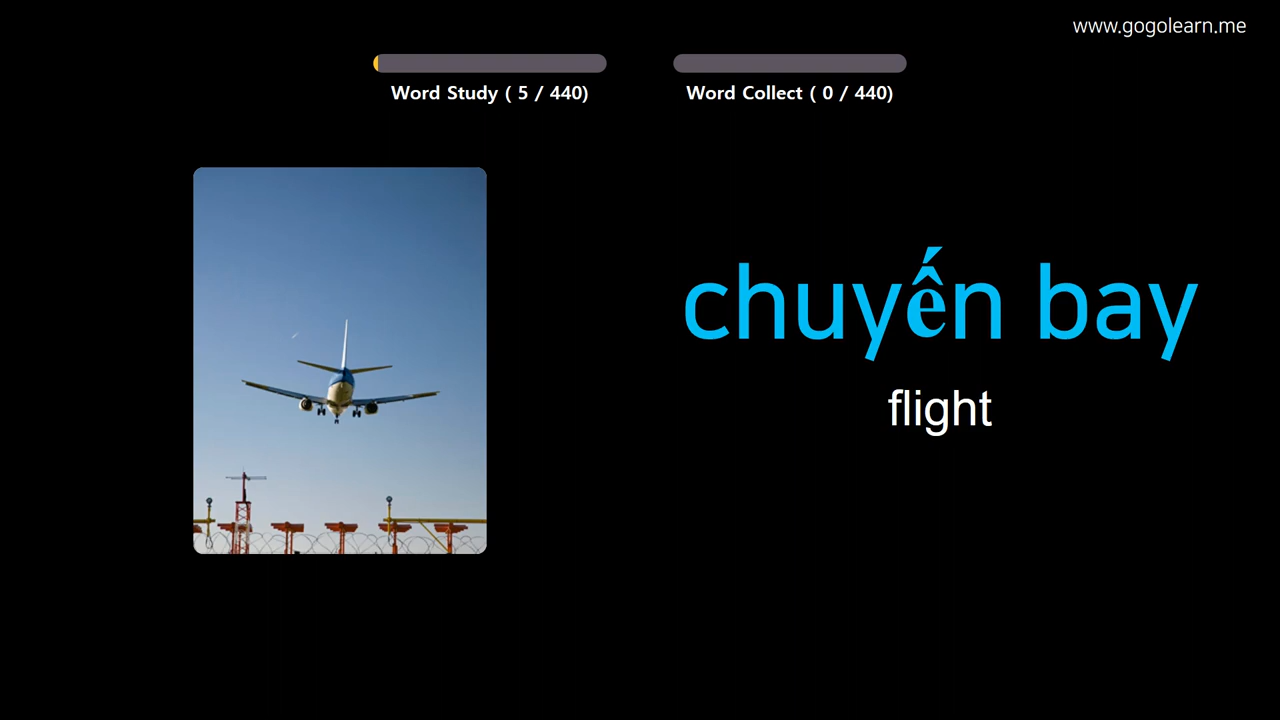 www.gogolearn.me
Word Study ( 5 / 440)
Word Collect ( 0 / 440)
chuyến bay
flight